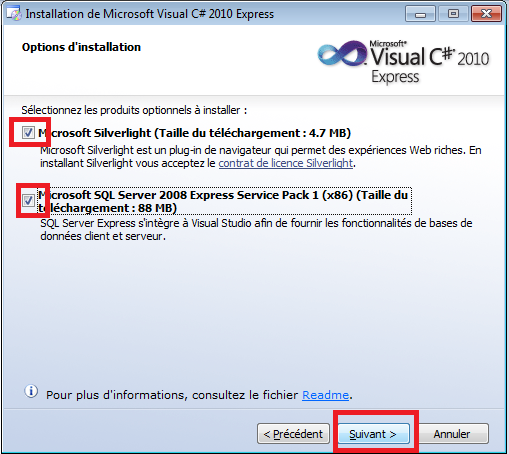 Installation de Microsoft Visual C# 2010 Express
Options d'installation
Microsoft®
Visual C#® 2010
Express
Sélectionnez les produits optionnels à installer :
Microsoft Silverlight (Taille du téléchargement : 4.7 MB)
Microsoft Silverlight est un plug-in de navigateur qui permet des expériences Web riches. En
installant Silverlight vous acceptez le contrat de licence Silverlight.
Microsoft SQL Server 2008 Express Service Pack 1 (x86) (Taille du
téléchargement : 88 MB)
SQL Server Express s'intègre à Visual Studio afin de fournir les fonctionnalités de bases de
données client et serveur.
Pour plus d'informations, consultez le fichier Readme.
< Précédent
Suivant >
Annuler